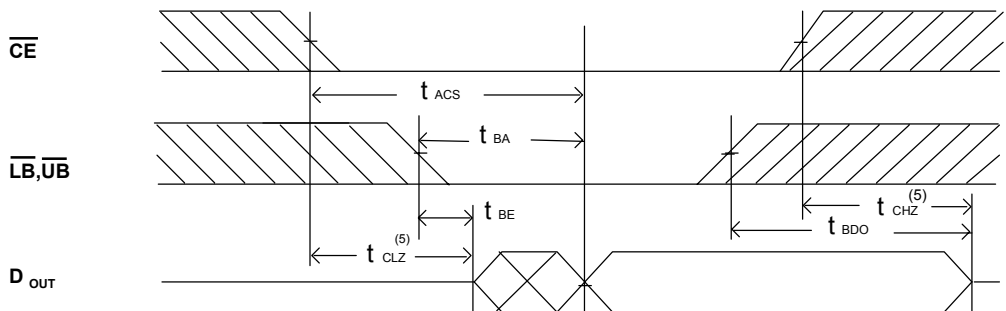 CE
t ACS
t BA
LB,UB
t BE
t CHZ (5)
t CLZ (5)
t BDO
D OUT